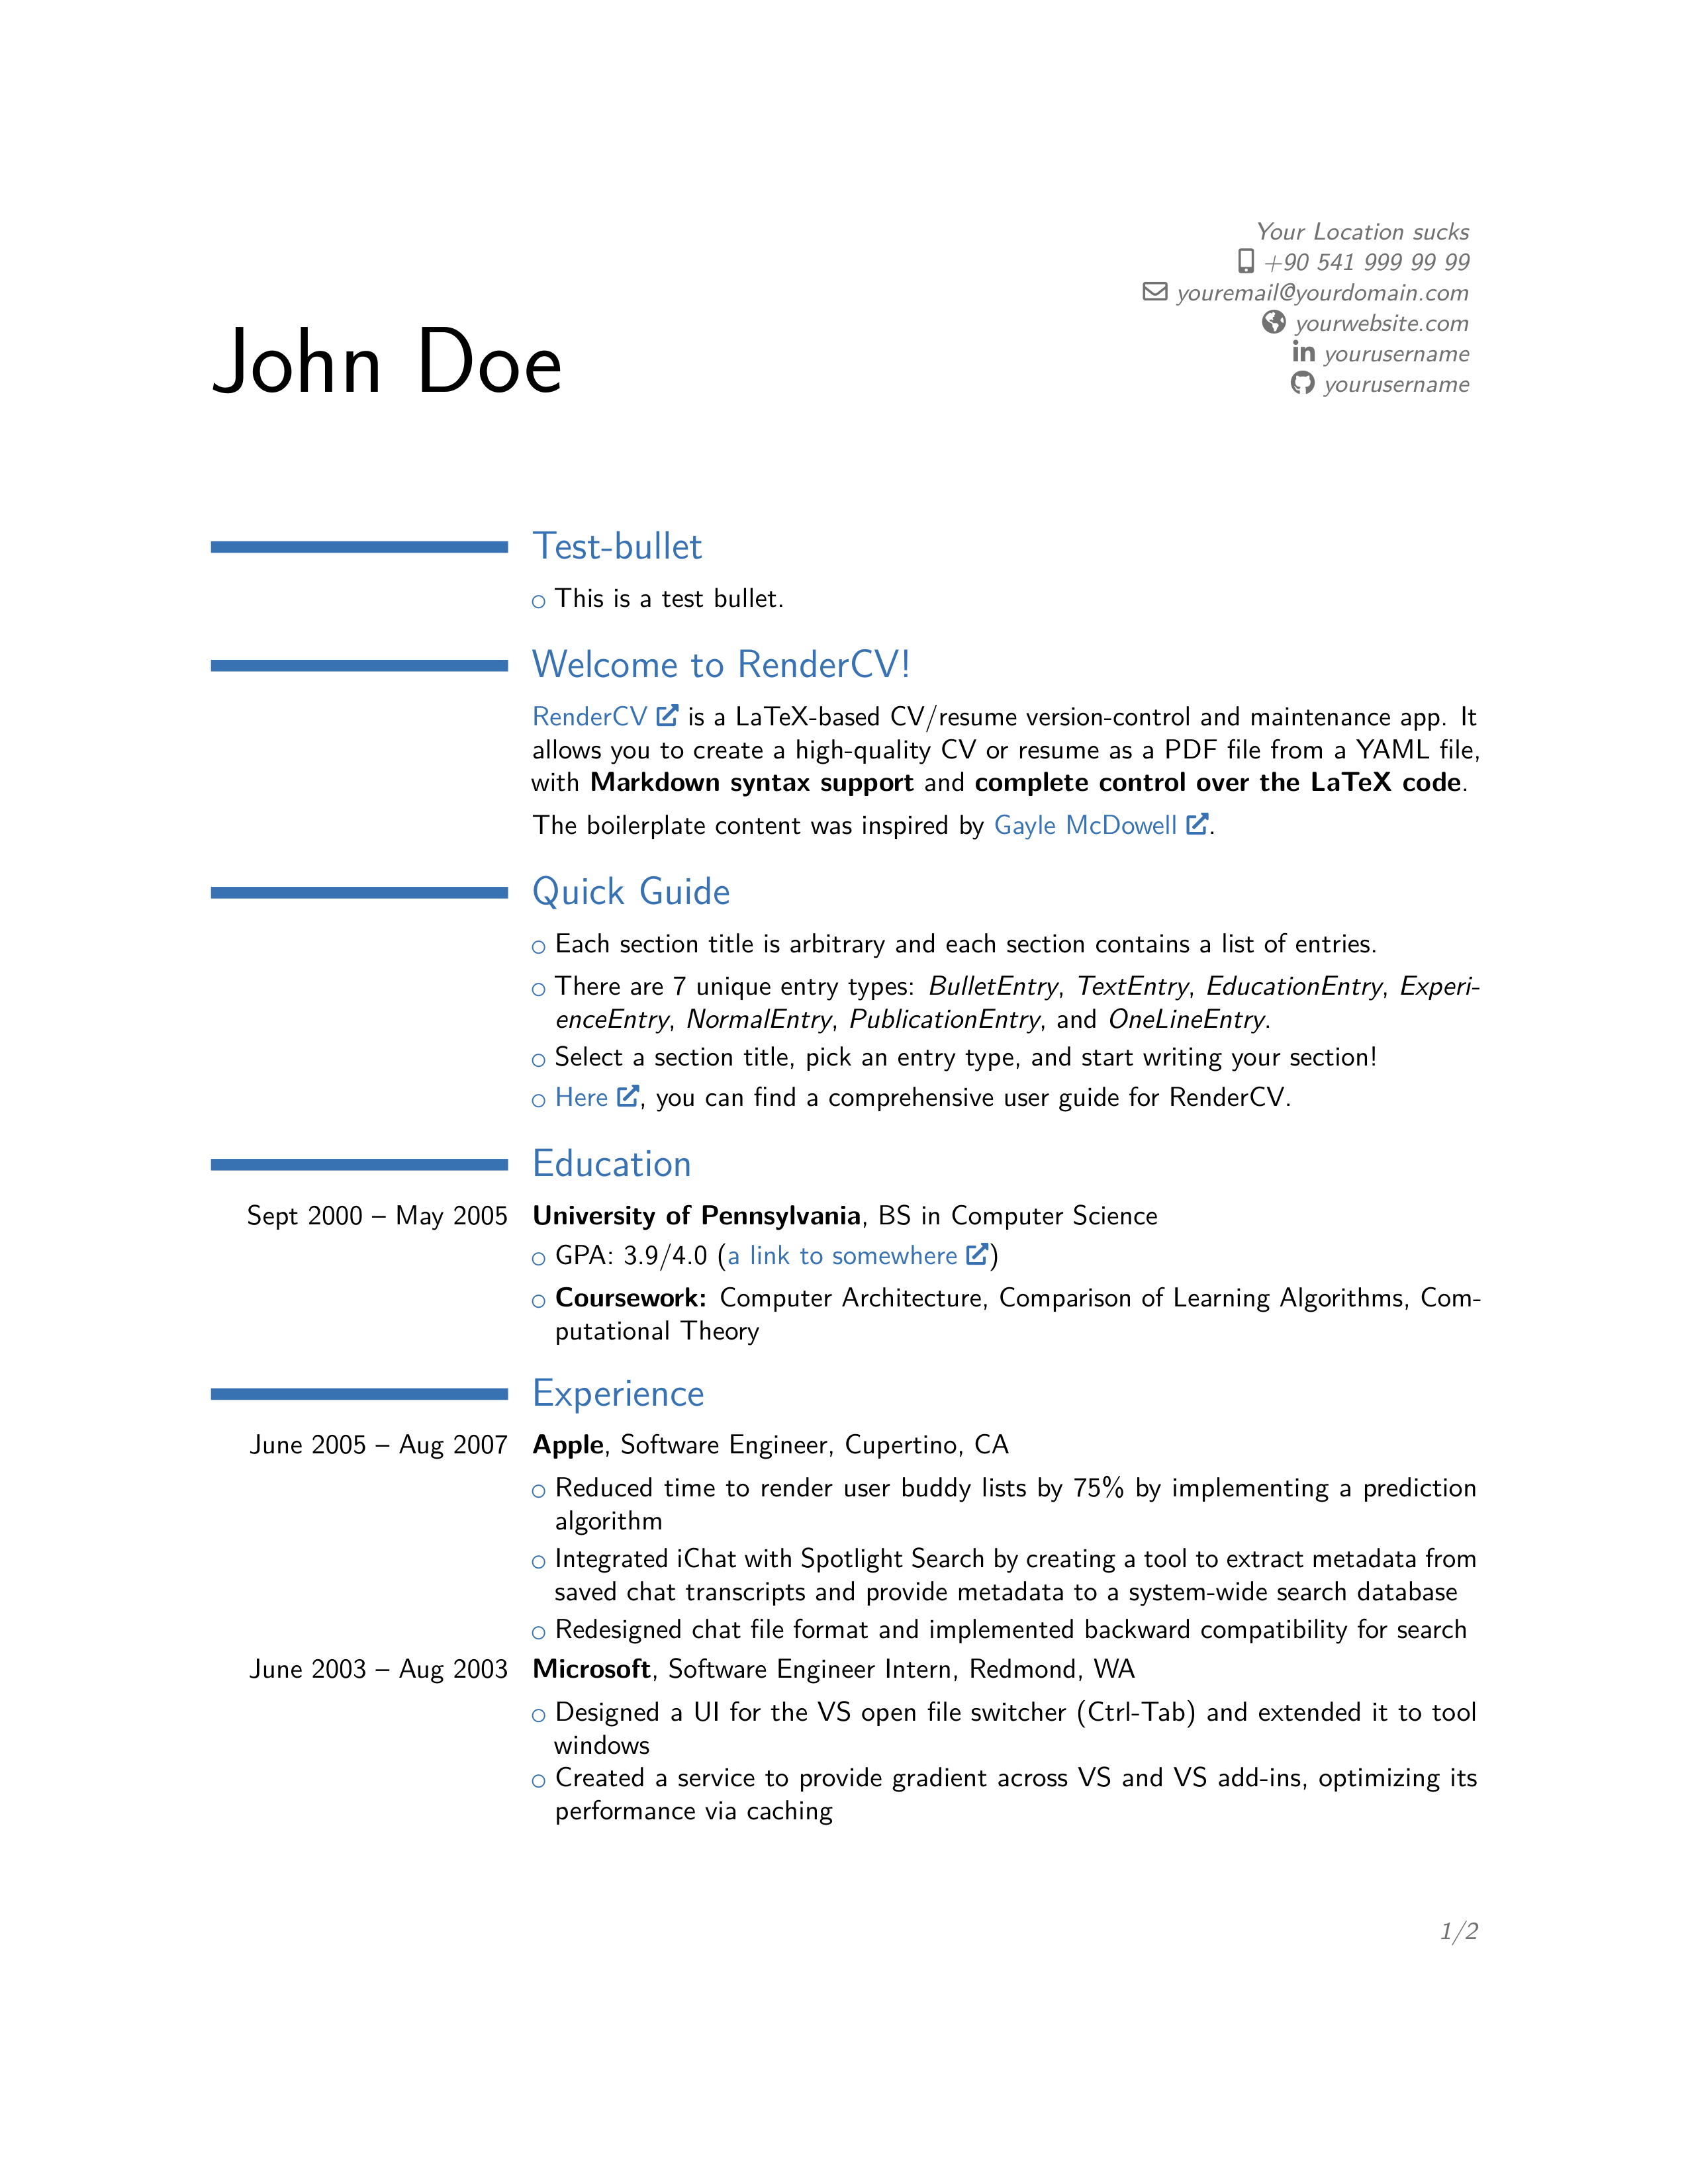 Your Location sucks
+90 541 999 99 99
youremail@yourdomain.com
yourwebsite.com
yourusername
yourusername
John Doe
Test-bullet
This is a test bullet.
Welcome to RenderCV!
RenderCV is a LaTeX-based CV/resume version-control and maintenance app. It
allows you to create a high-quality CV or resume as a PDF file from a YAML file,
with Markdown syntax support and complete control over the LaTeX code.
The boilerplate content was inspired by Gayle McDowell.
Quick Guide
Each section title is arbitrary and each section contains a list of entries.
There are 7 unique entry types: BulletEntry, TextEntry, EducationEntry, Experi-
enceEntry, NormalEntry, PublicationEntry, and OneLineEntry.
Select a section title, pick an entry type, and start writing your section!
Here, you can find a comprehensive user guide for RenderCV.
Education
Sept 2000 – May 2005 University of Pennsylvania, BS in Computer Science
GPA: 3.9/4.0 (a link to somewhere)
Coursework: Computer Architecture, Comparison of Learning Algorithms, Com-
putational Theory
Experience
June 2005 – Aug 2007 Apple, Software Engineer, Cupertino, CA
Reduced time to render user buddy lists by 75% by implementing a prediction
algorithm
Integrated iChat with Spotlight Search by creating a tool to extract metadata from
saved chat transcripts and provide metadata to a system-wide search database
Redesigned chat file format and implemented backward compatibility for search
June 2003 – Aug 2003 Microsoft, Software Engineer Intern, Redmond, WA
Designed a UI for the VS open file switcher (Ctrl-Tab) and extended it to tool
windows
Created a service to provide gradient across VS and VS add-ins, optimizing its
performance via caching
1/2